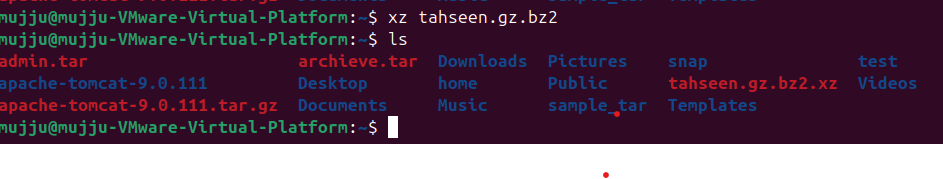 mujju@mujju-VMware-Virtual-Platform:~$ xz tahseen.gz.bz2
mujju@mujju-VMware-Virtual-Platform:~$ ls
admin.tar archieve.tar Downloads Pictures snap test
apache-tomcat-9.0.111 Desktop home Public tahseen.gz.bz2.xz Videos
apache-tomcat-9.0.111.tar.gz Documents Music sample_tar Templates
mujju@mujju-VMware-Virtual-Platform:~$